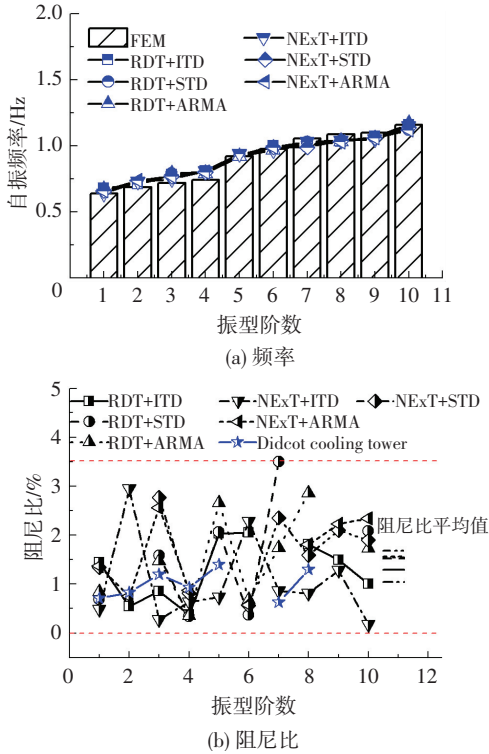 2.0
1.5
1.0
0.5
0
自振频率/Hz
FEM
NExT+ITD
RDT+ITD
NExT+STD
RDT+STD
NExT+ARMA
RDT+ARMA
1 2 3 4 5 6 7 8 9 10 11
振型阶数
(a) 频率
5
4
3
2
1
0
阻尼比/%
RDT+ITD
NExT+ITD
NExT+STD
RDT+STD
NExT+ARMA
RDT+ARMA
Didcot cooling tower
阻尼比平均值
0 2 4 6 8 10 12
振型阶数
(b) 阻尼比